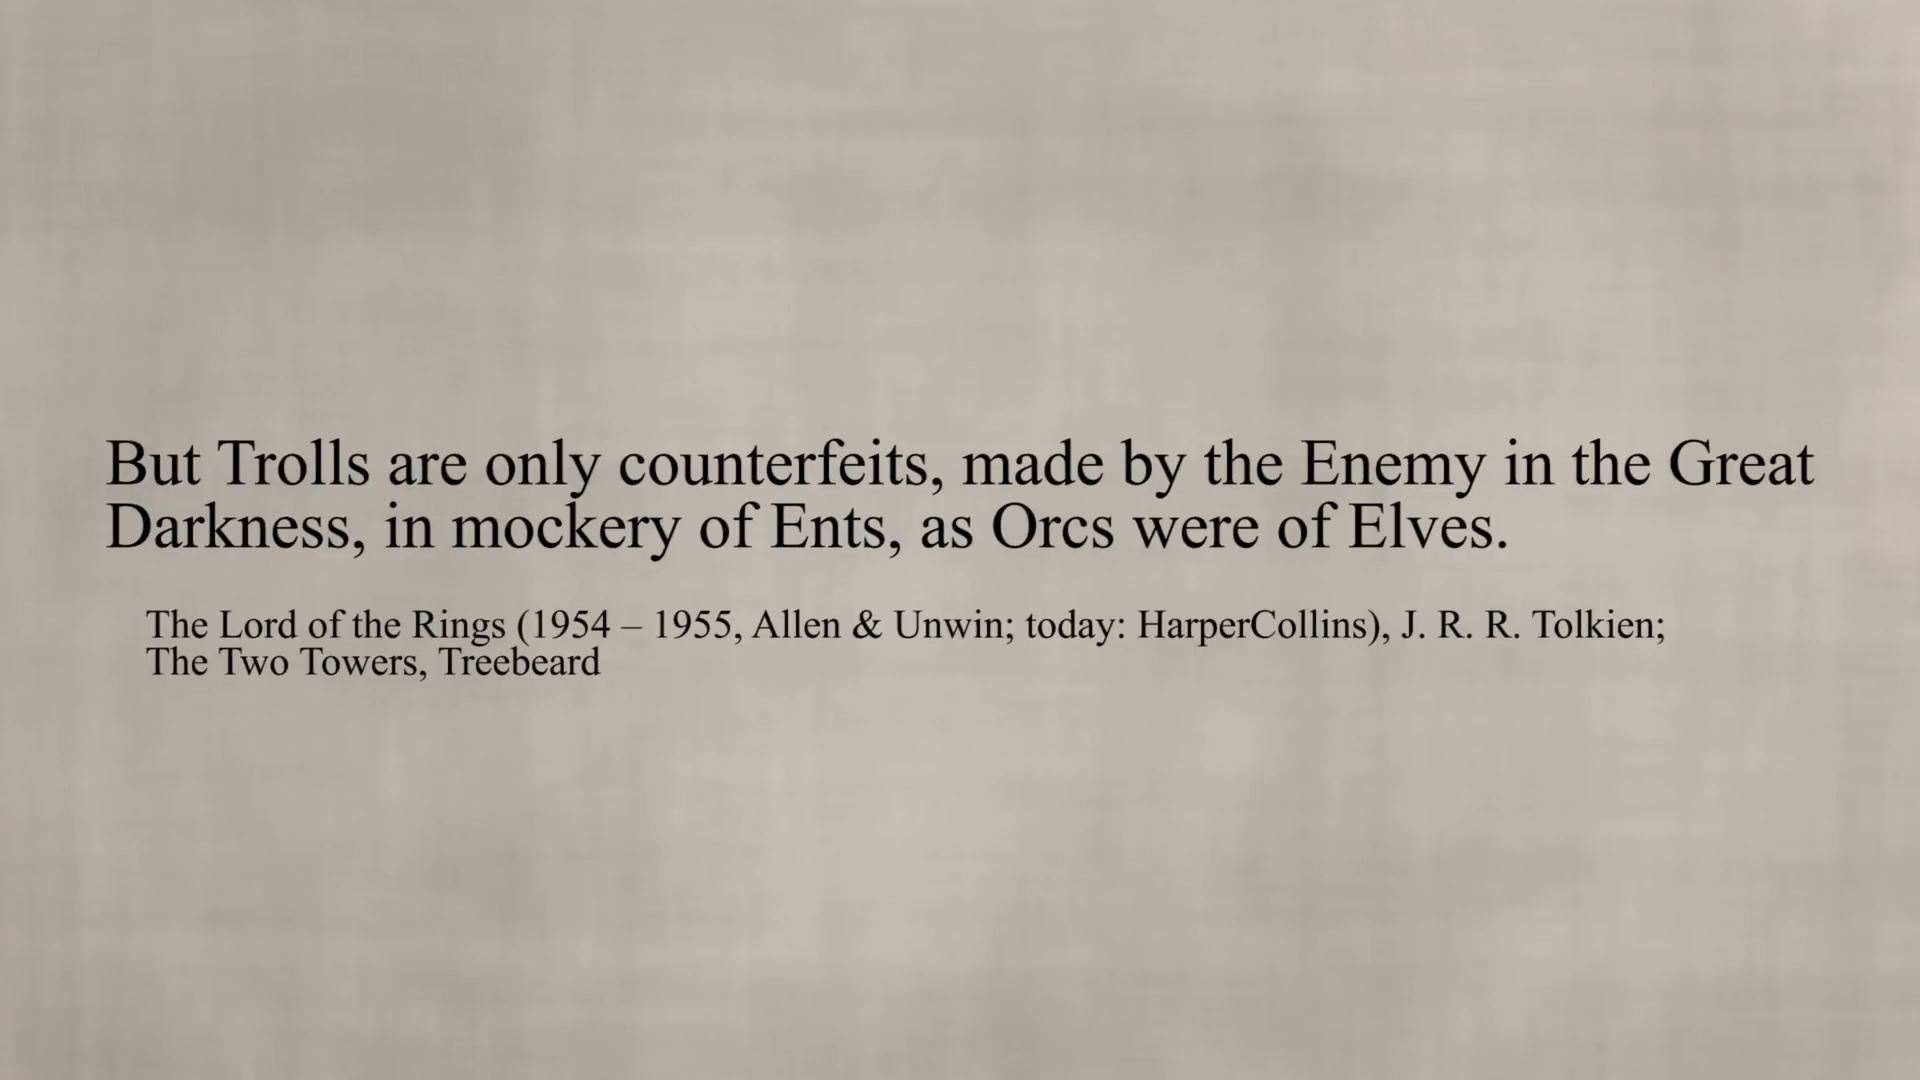 But Trolls are only counterfeits, made by the Enemy in the Great
Darkness, in mockery of Ents, as Orcs were of Elves.
The Lord of the Rings (1954 – 1955, Allen & Unwin; today: HarperCollins), J. R. R. Tolkien;
The Two Towers, Treebeard